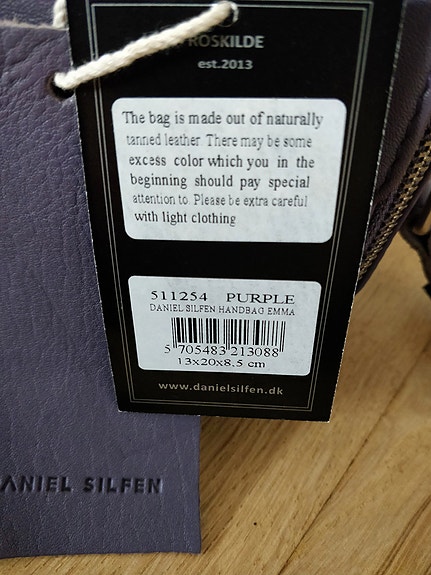 ROSKILDE
est.2013
The bag is made out of naturally
tanned leather There may be some
excess color which you in the
beginning should pay special
attention to. Please be extra careful
with light clothing
511254 PURPLE
DANIEL SILFEN HANDBAG EMMA
5 705483 213088
13x20x8,5 cm
www.danielsilfen.dk
ANIEL SILFEN